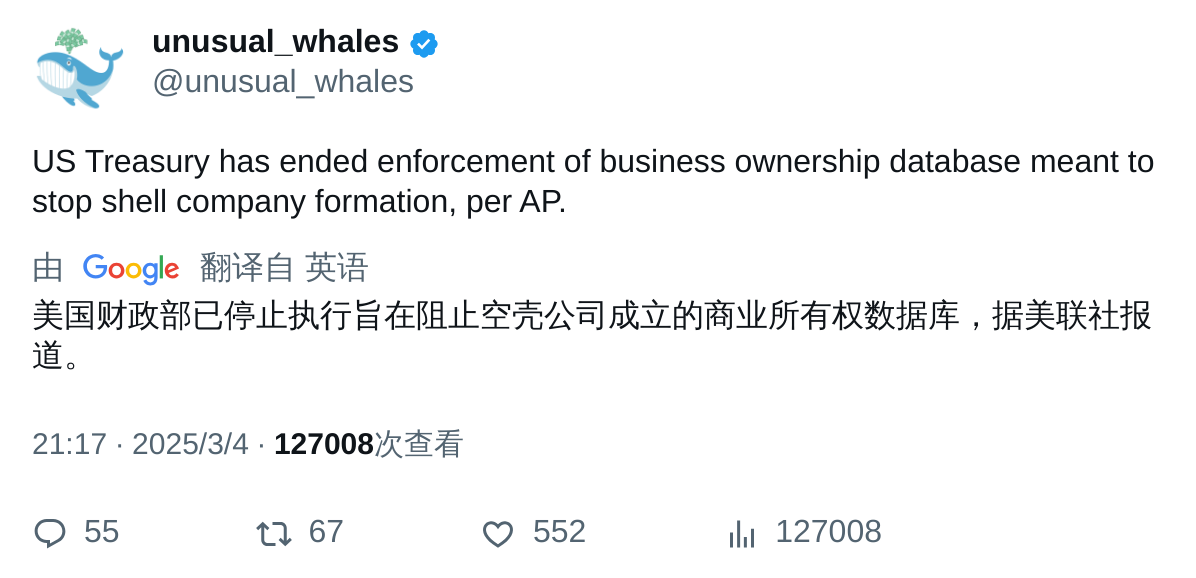 unusual_whales
@unusual_whales
US Treasury has ended enforcement of business ownership database meant to
stop shell company formation, per AP.
由 Google 翻译自 英语
美国财政部已停止执行旨在阻止空壳公司成立的商业所有权数据库，据美联社报
道。
21:17 · 2025/3/4 · 127008次查看
55 67 552 127008